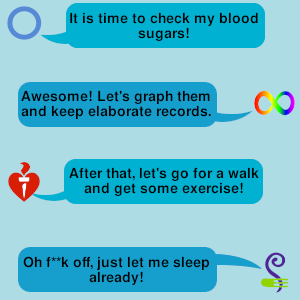 It is time to check my blood
sugars!
Awesome! Let's graph them
and keep elaborate records.
After that, let's go for a walk
and get some exercise!
Oh f**k off, just let me sleep
already!